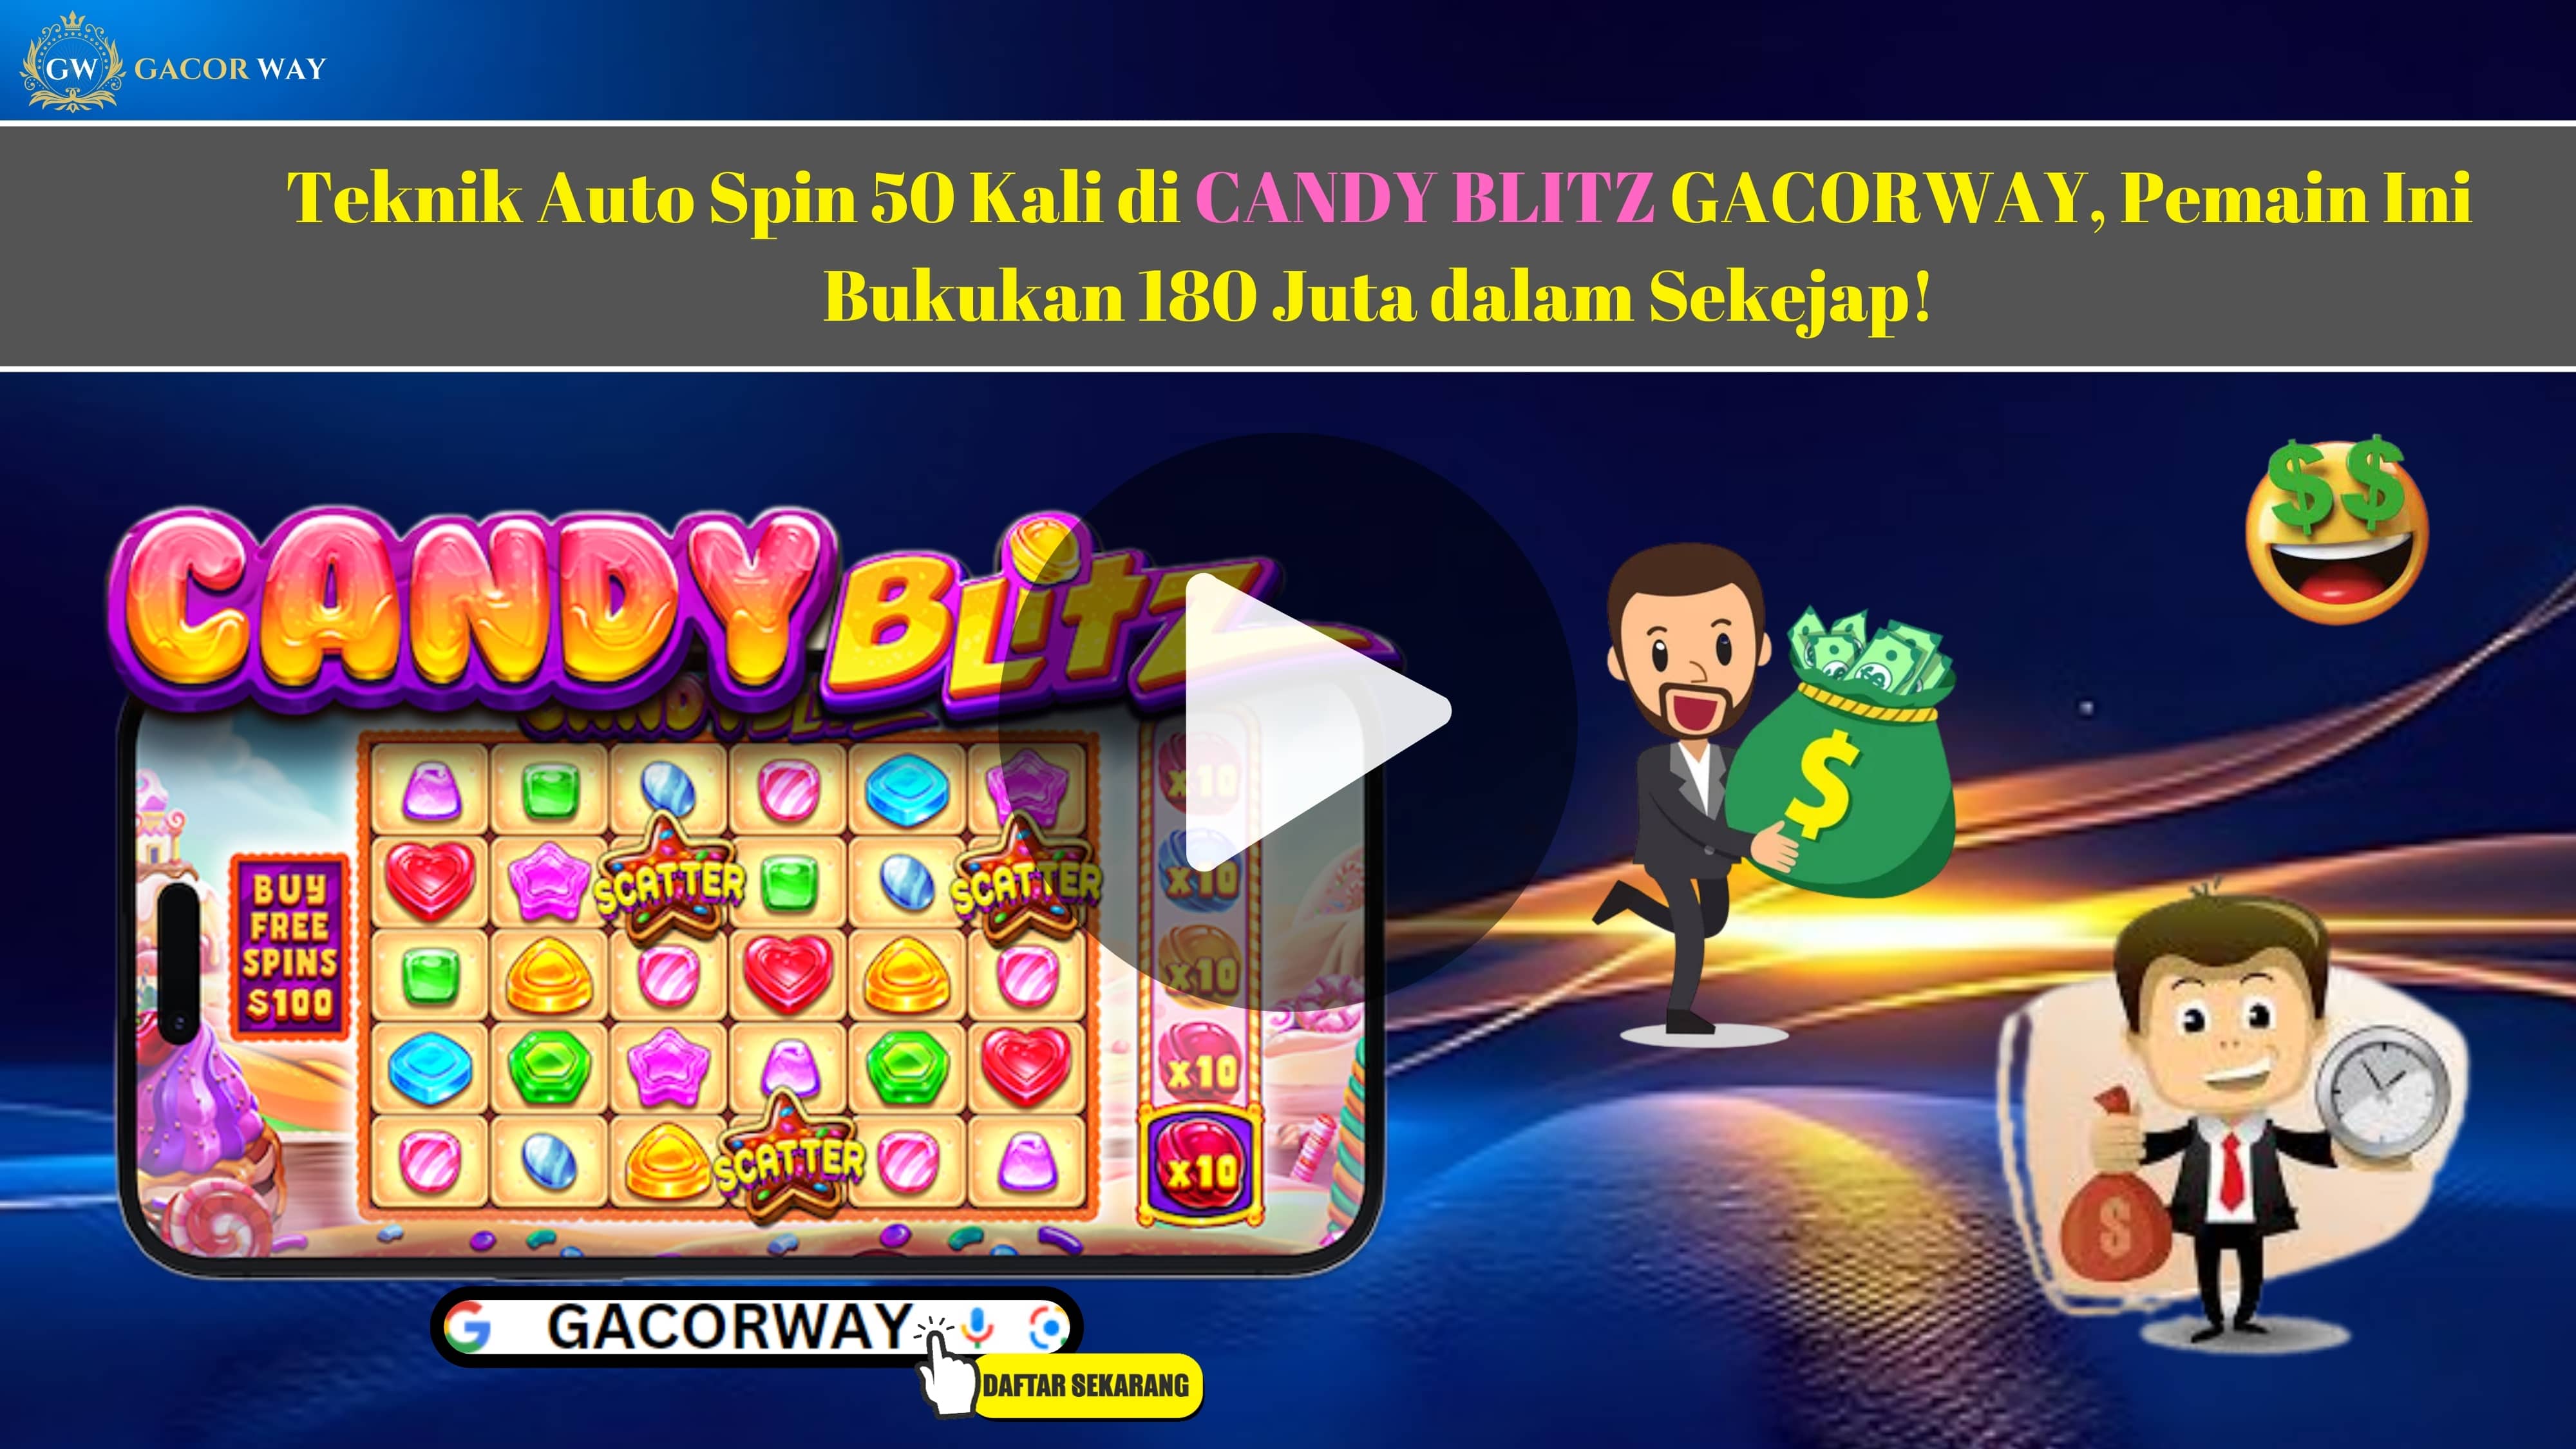 GW GACOR WAY
Teknik Auto Spin 50 Kali di CANDY BLITZ GACORWAY, Pemain Ini
Bukukan 180 Juta dalam Sekejap!
CANDY BLitZ
x10
SCATTER SCATTER
x10
BUY
FREE
SPINS
$100
x10
x10
SCATTER
x10
$ $
$
$
G GACORWAY
DAFTAR SEKARANG